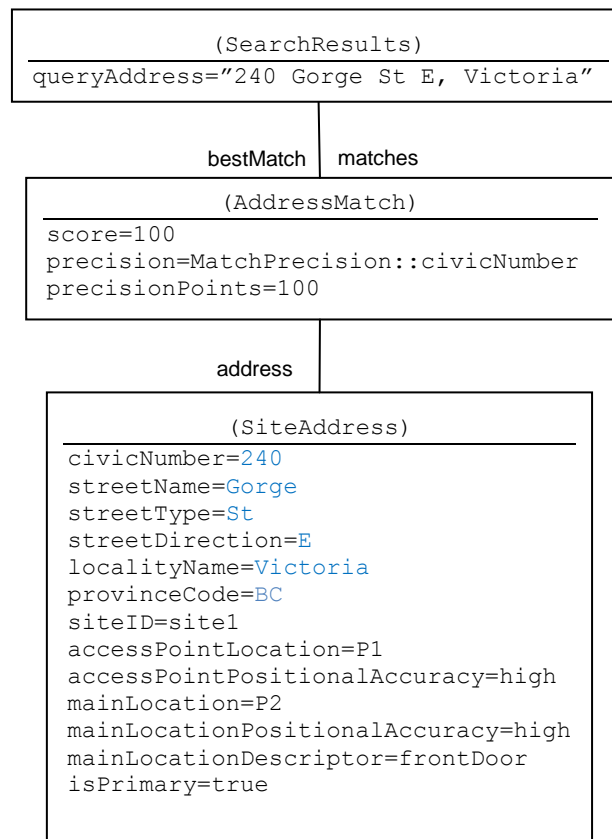 (SearchResults)
queryAddress=”240 Gorge St E, Victoria”
bestMatch matches
(AddressMatch)
score=100
precision=MatchPrecision::civicNumber
precisionPoints=100
address
(SiteAddress)
civicNumber=240
streetName=Gorge
streetType=St
streetDirection=E
localityName=Victoria
provinceCode=BC
siteID=site1
accessPointLocation=P1
accessPointPositionalAccuracy=high
mainLocation=P2
mainLocationPositionalAccuracy=high
mainLocationDescriptor=frontDoor
isPrimary=true